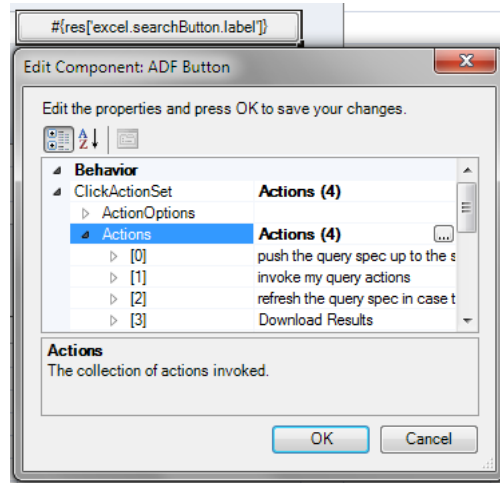 #{res['excel.searchButton.label']}
Edit Component: ADF Button
Edit the properties and press OK to save your changes.
Behavior
ClickActionSet Actions (4)
ActionOptions
Actions Actions (4) ...
[0] push the query spec up to the s
[1] invoke my query actions
[2] refresh the query spec in case t
[3] Download Results
Actions
The collection of actions invoked.
OK Cancel